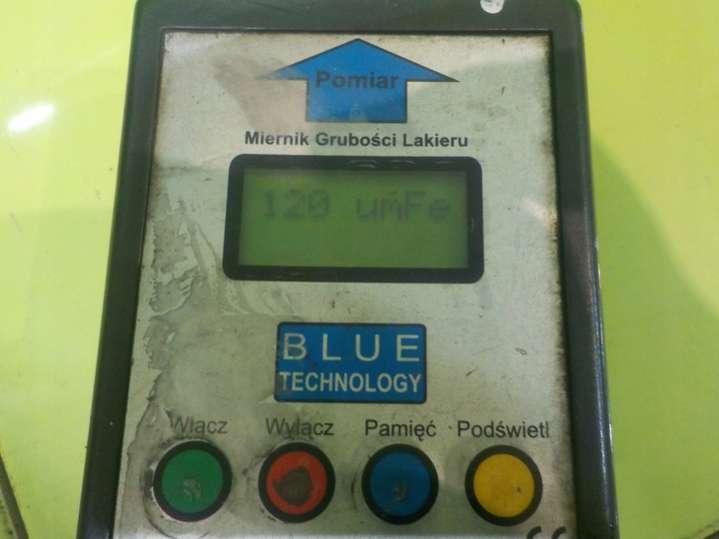 Pomiar
Miernik Grubości Lakieru
120 umFe
BLUE
TECHNOLOGY
Włącz Wyłącz Pamięć Podświetl